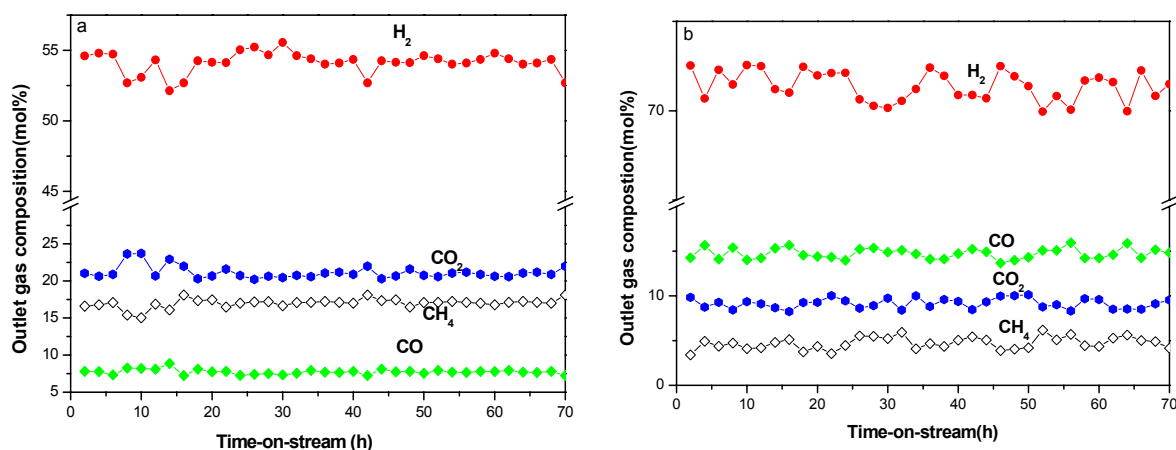 a
H2
55
50
45
25
20
15
10
5
CO2
CH4
CO
0 10 20 30 40 50 60 70
Time-on-stream (h)
Outlet gas composition(mol%)
b
H2
70
10
0
CO
CO2
CH4
0 10 20 30 40 50 60 70
Time-on-stream(h)
Outlet gas compostion(mol%)